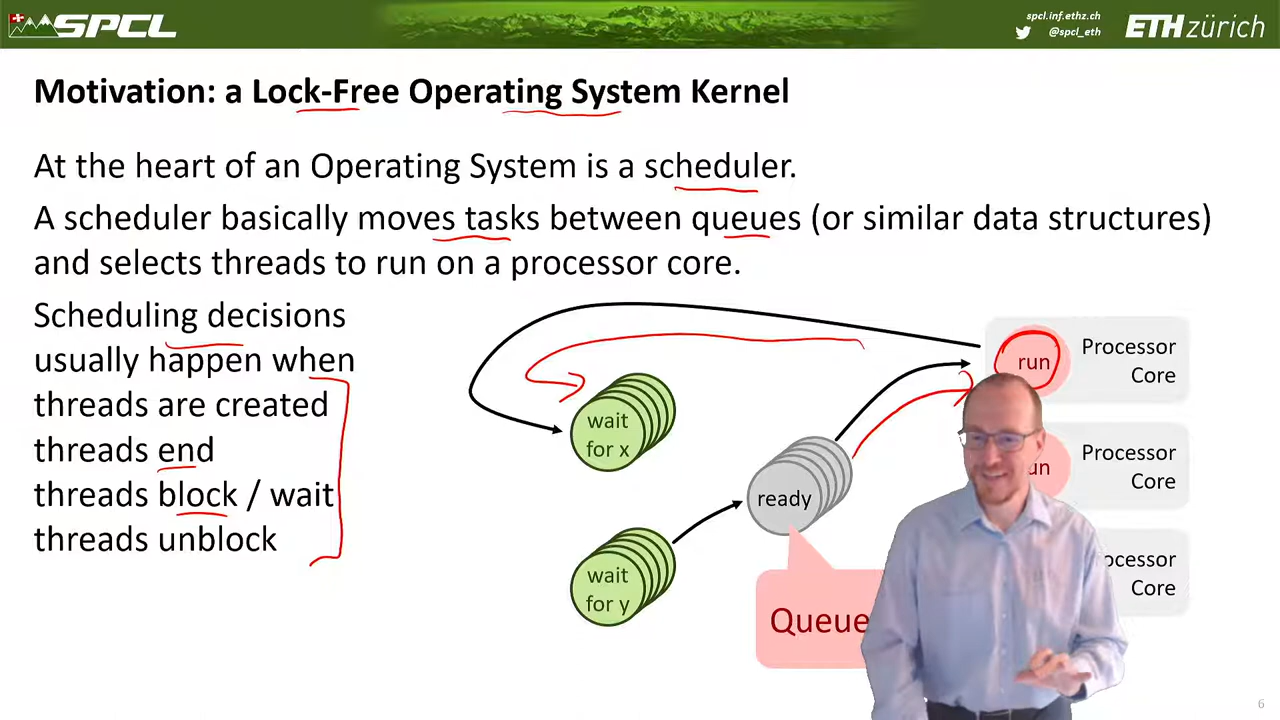 SPCL
spcl.inf.ethz.ch
@spcl_eth
ETH zürich
Motivation: a Lock-Free Operating System Kernel
At the heart of an Operating System is a scheduler.
A scheduler basically moves tasks between queues (or similar data structures)
and selects threads to run on a processor core.
Scheduling decisions
usually happen when
threads are created
threads end
threads block / wait
threads unblock
wait
for x
wait
for y
ready
Queue
run
Processor
Core
un
Processor
Core
ocessor
Core
6